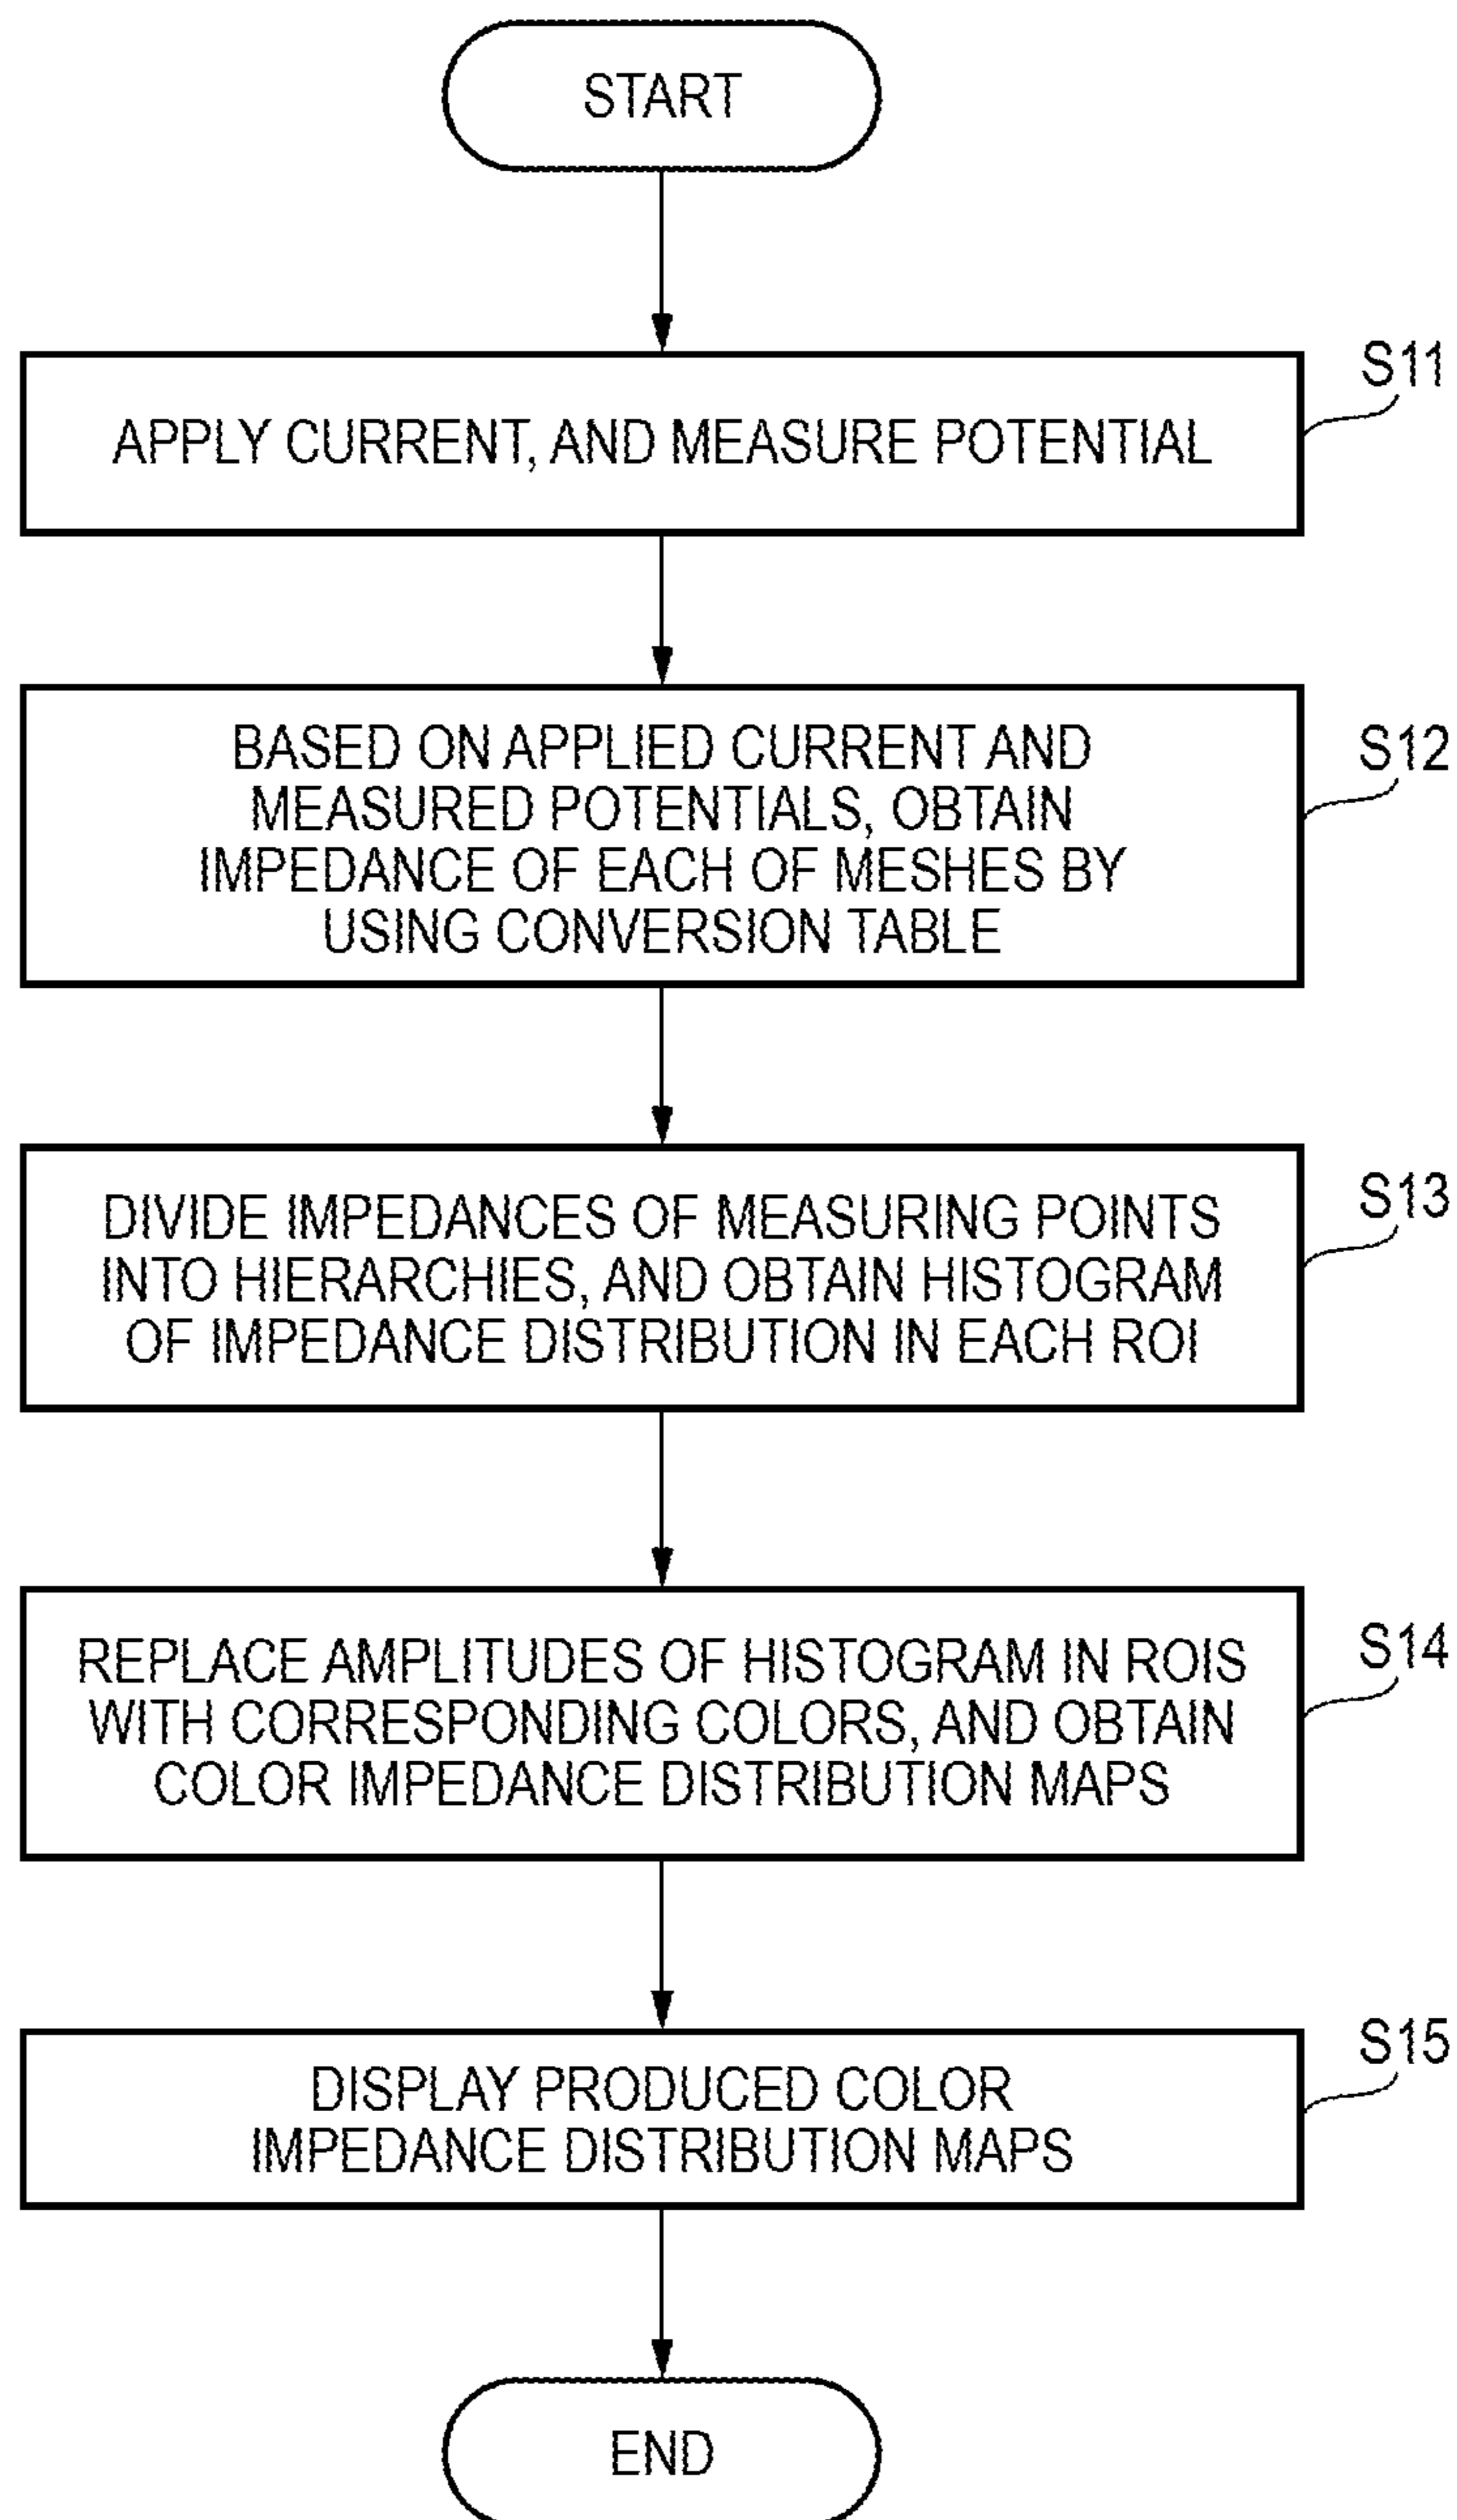 START
S11
APPLY CURRENT, AND MEASURE POTENTIAL
S12
BASED ON APPLIED CURRENT AND
MEASURED POTENTIALS, OBTAIN
IMPEDANCE OF EACH OF MESHES BY
USING CONVERSION TABLE
S13
DIVIDE IMPEDANCES OF MEASURING POINTS
INTO HIERARCHIES, AND OBTAIN HISTOGRAM
OF IMPEDANCE DISTRIBUTION IN EACH ROI
S14
REPLACE AMPLITUDES OF HISTOGRAM IN ROIS
WITH CORRESPONDING COLORS, AND OBTAIN
COLOR IMPEDANCE DISTRIBUTION MAPS
S15
DISPLAY PRODUCED COLOR
IMPEDANCE DISTRIBUTION MAPS
END